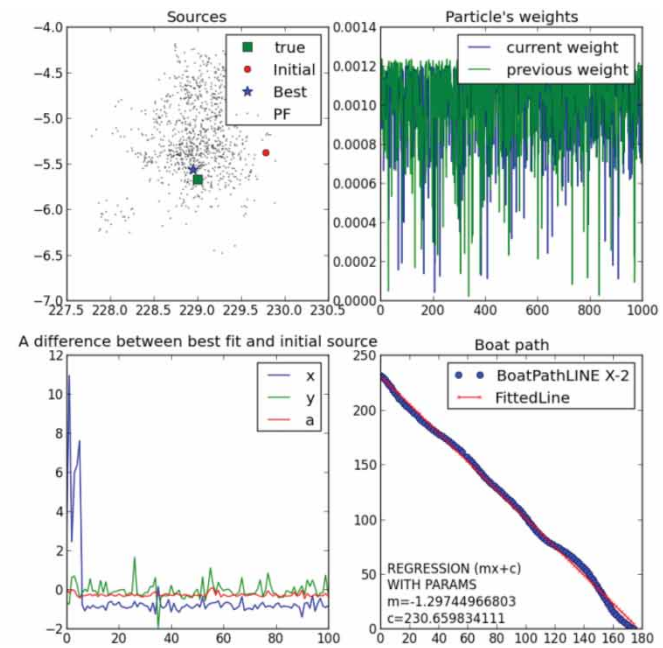 Sources
−4.0
−4.5
−5.0
−5.5
−6.0
−6.5
−7.0
227.5 228.0 228.5 229.0 229.5 230.0 230.5
true
Initial
Best
PF
Particle's weights
0.0014
0.0012
0.0010
0.0008
0.0006
0.0004
0.0002
0.0000
0 200 400 600 800 1000
current weight
previous weight
A difference between best fit and initial source
12
10
8
6
4
2
0
−2
0 20 40 60 80 100
x
y
a
Boat path
250
200
150
100
50
0
0 20 40 60 80 100 120 140 160 180
BoatPathLINE X-2
FittedLine
REGRESSION (mx+c)
WITH PARAMS
m=-1.29744966803
c=230.659834111